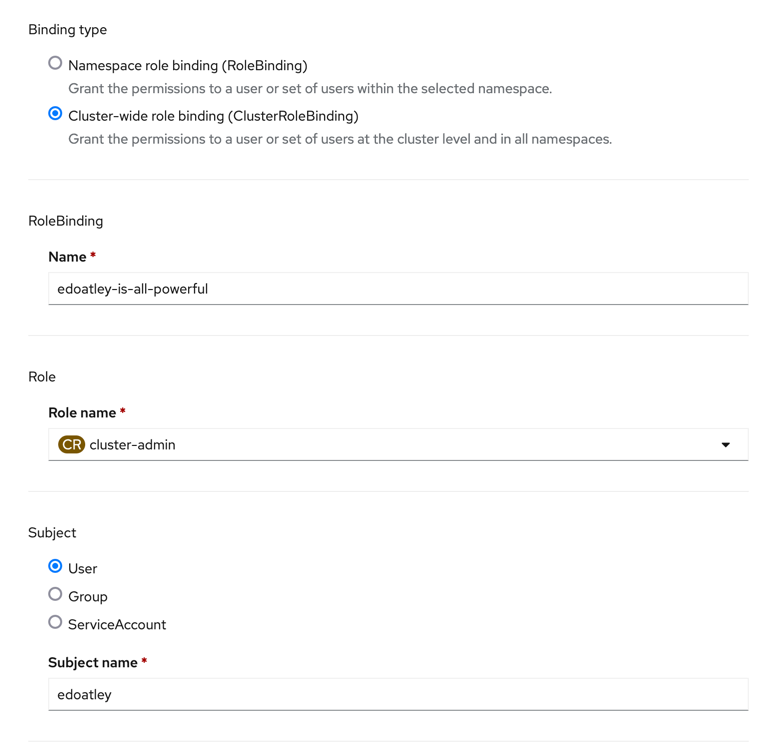 Binding type
Namespace role binding (RoleBinding)
Grant the permissions to a user or set of users within the selected namespace.
Cluster-wide role binding (ClusterRoleBinding)
Grant the permissions to a user or set of users at the cluster level and in all namespaces.
RoleBinding
Name *
edoatley-is-all-powerful
Role
Role name *
CR cluster-admin
Subject
User
Group
ServiceAccount
Subject name *
edoatley